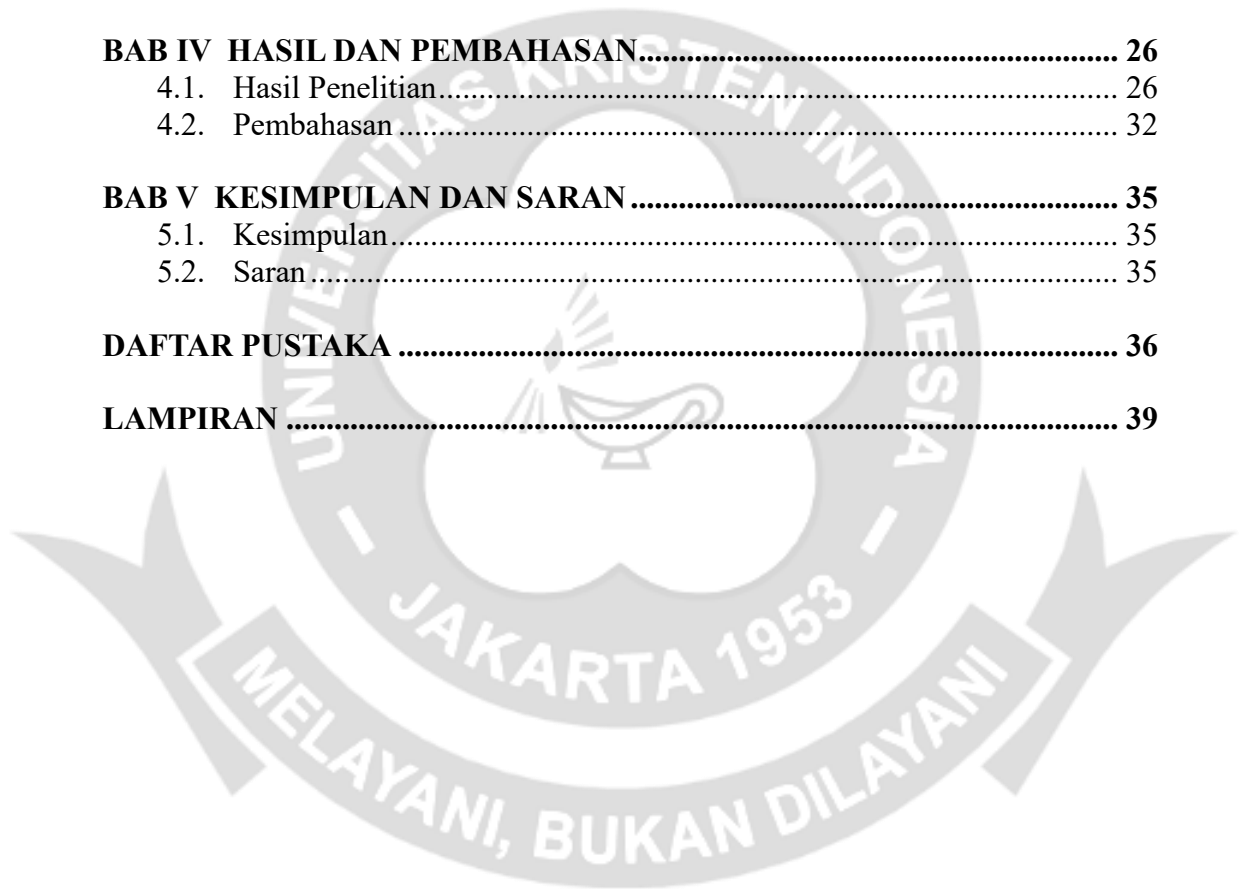 BAB IV  HASIL DAN PEMBAHASAN............................................................. 26
4.1.   Hasil Penelitian...................................................................................... 26
4.2.   Pembahasan........................................................................................... 32
BAB V  KESIMPULAN DAN SARAN.............................................................. 35
5.1.   Kesimpulan............................................................................................ 35
5.2.   Saran...................................................................................................... 35
DAFTAR PUSTAKA ........................................................................................... 36
LAMPIRAN ......................................................................................................... 39
UNIVERSITAS KRISTEN INDONESIA
JAKARTA 1953
MELAYANI, BUKAN DILAYANI